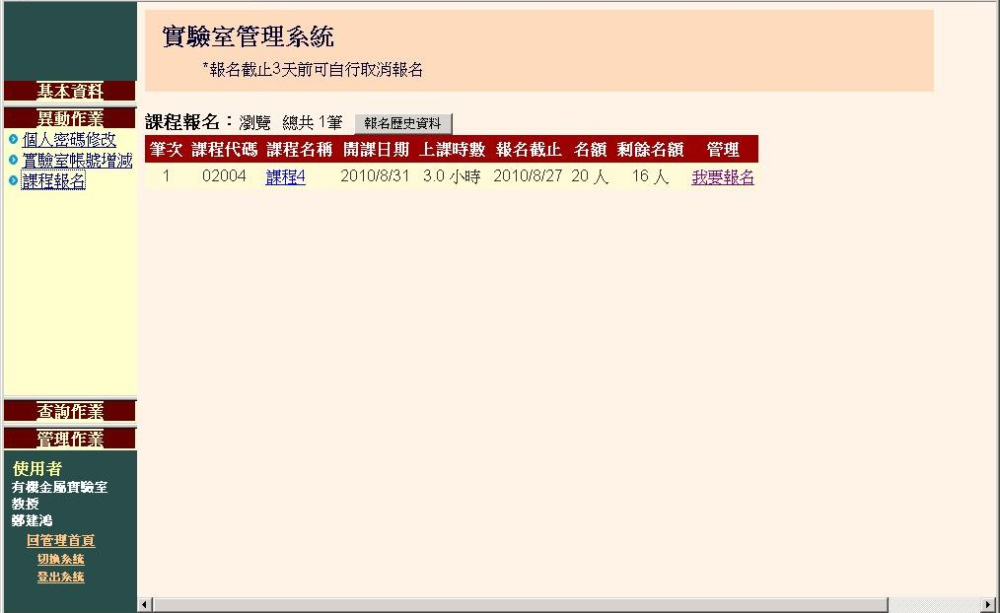 實驗室管理系統
*報名截止3天前可自行取消報名
基本資料
異動作業
個人密碼修改
實驗室帳號增減
課程報名
查詢作業
管理作業
使用者
有機金屬實驗室
教授
鄭建鴻
回管理首頁
切換系統
登出系統
課程報名：瀏覽 總共 1筆 報名歷史資料
筆次 課程代碼 課程名稱 開課日期 上課時數 報名截止 名額 剩餘名額 管理
1 02004 課程4 2010/8/31 3.0 小時 2010/8/27 20 人 16 人 我要報名